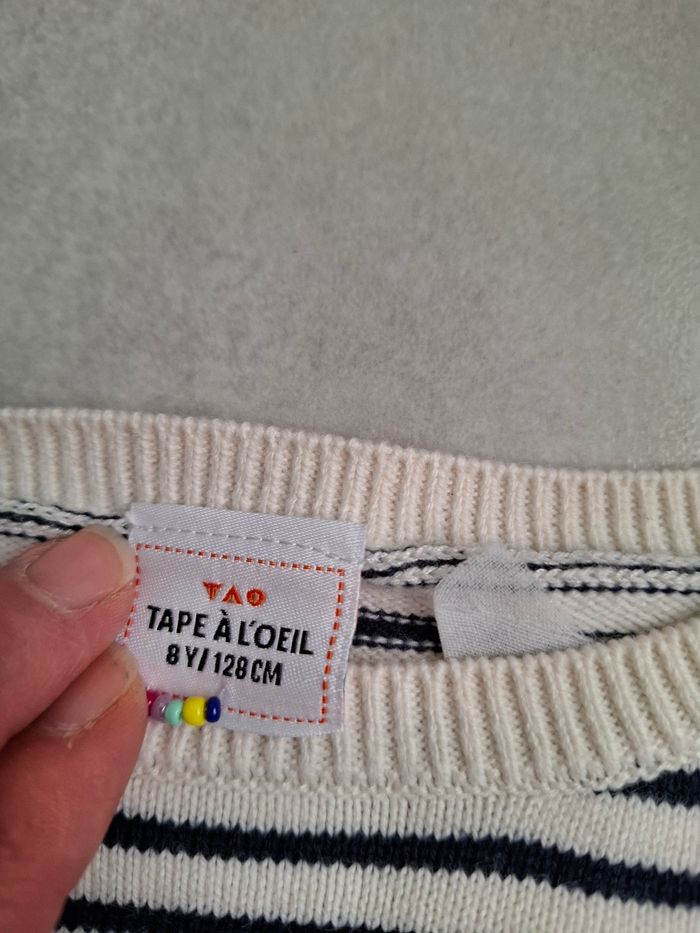 TAO
TAPE À L'OEIL
8 Y/128 CM